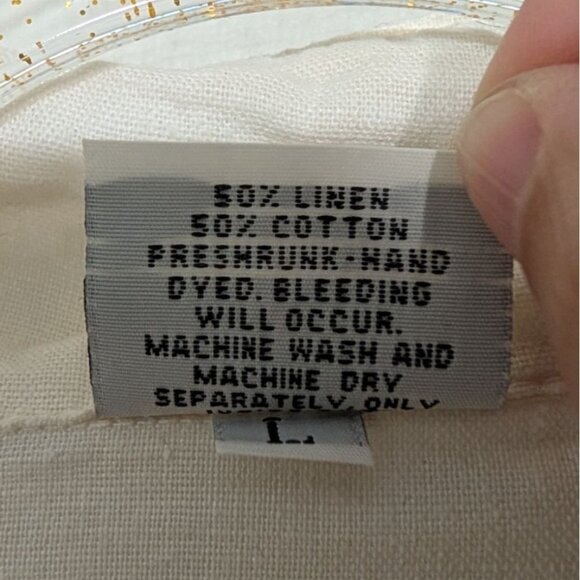 50% LINEN
50% COTTON
PRESHRUNK-HAND
DYED. BLEEDING
WILL OCCUR.
MACHINE WASH AND
MACHINE DRY
SEPARATELY, ONLY
L